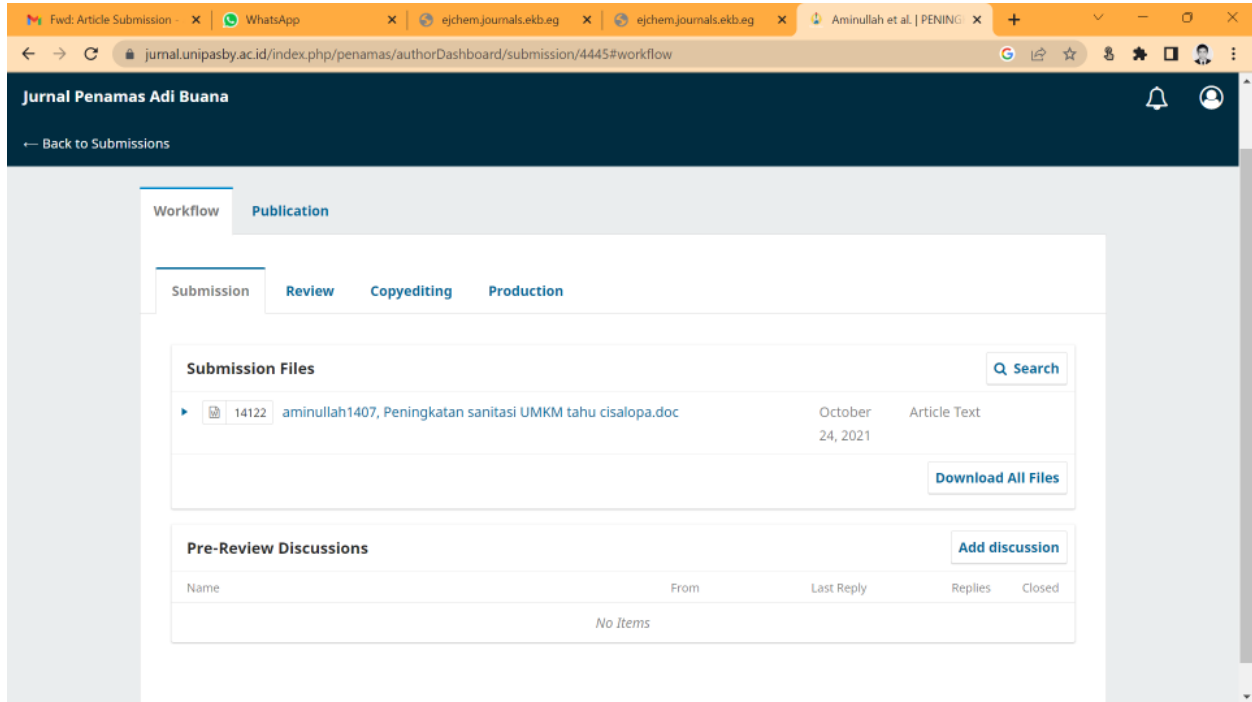 Fwd: Article Submission - WhatsApp ejchem.journals.ekb.eg ejchem.journals.ekb.eg Aminullah et al. | PENING
jurnal.unipasby.ac.id/index.php/penamas/authorDashboard/submission/4445#workflow
Jurnal Penamas Adi Buana
← Back to Submissions
Workflow Publication
Submission Review Copyediting Production
Submission Files Search
14122 aminullah1407, Peningkatan sanitasi UMKM tahu cisalopa.doc October Article Text
24, 2021
Download All Files
Pre-Review Discussions Add discussion
Name From Last Reply Replies Closed
No Items